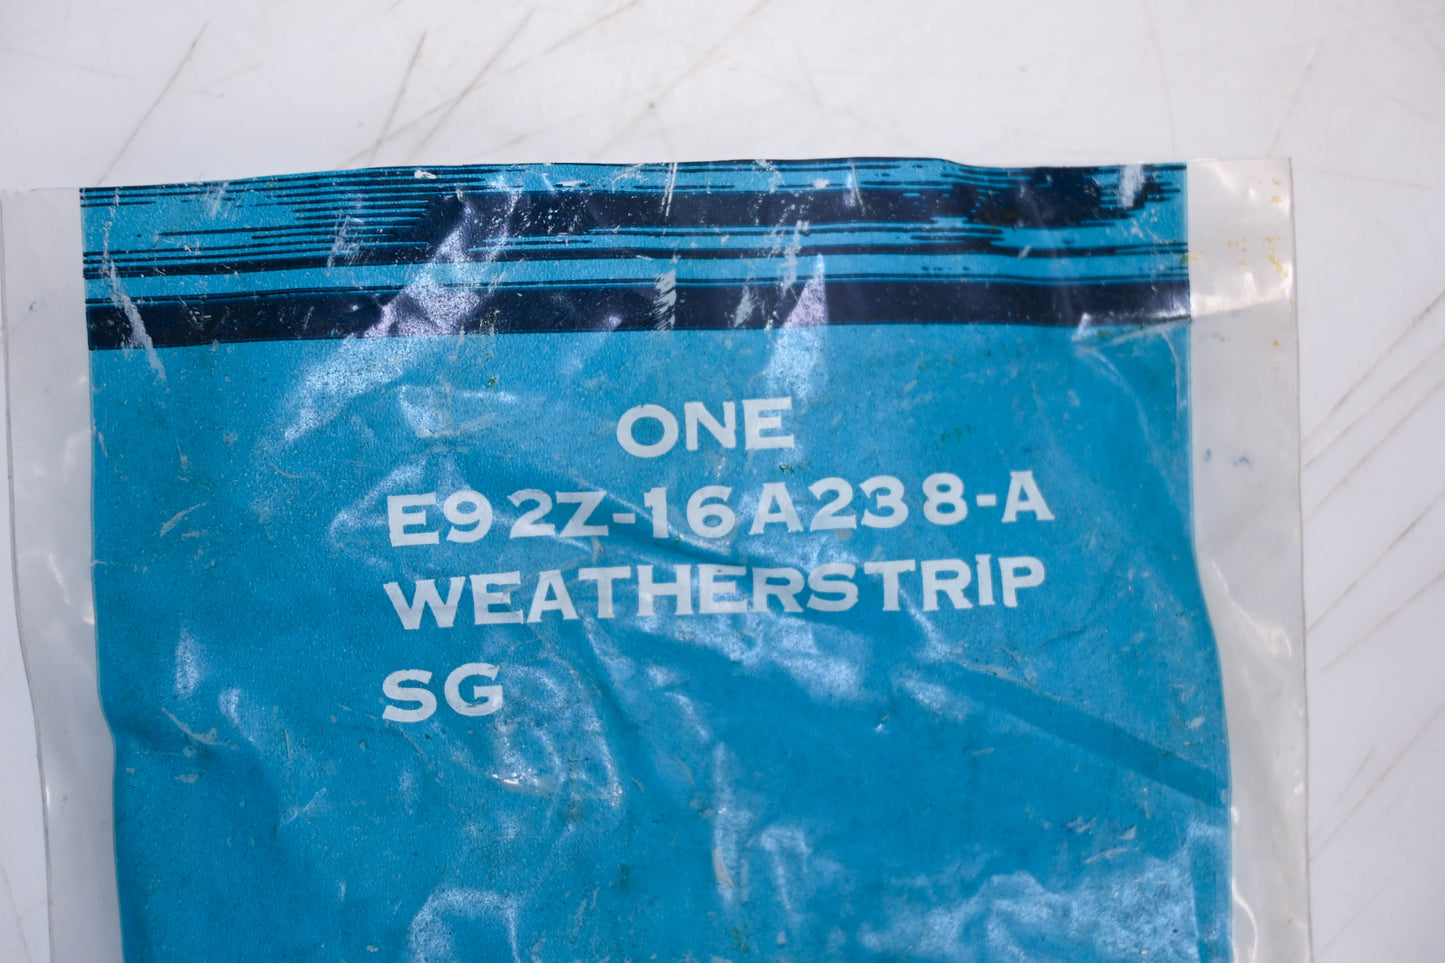 ONE
E92Z-16A238-A
WEATHERSTRIP
SG